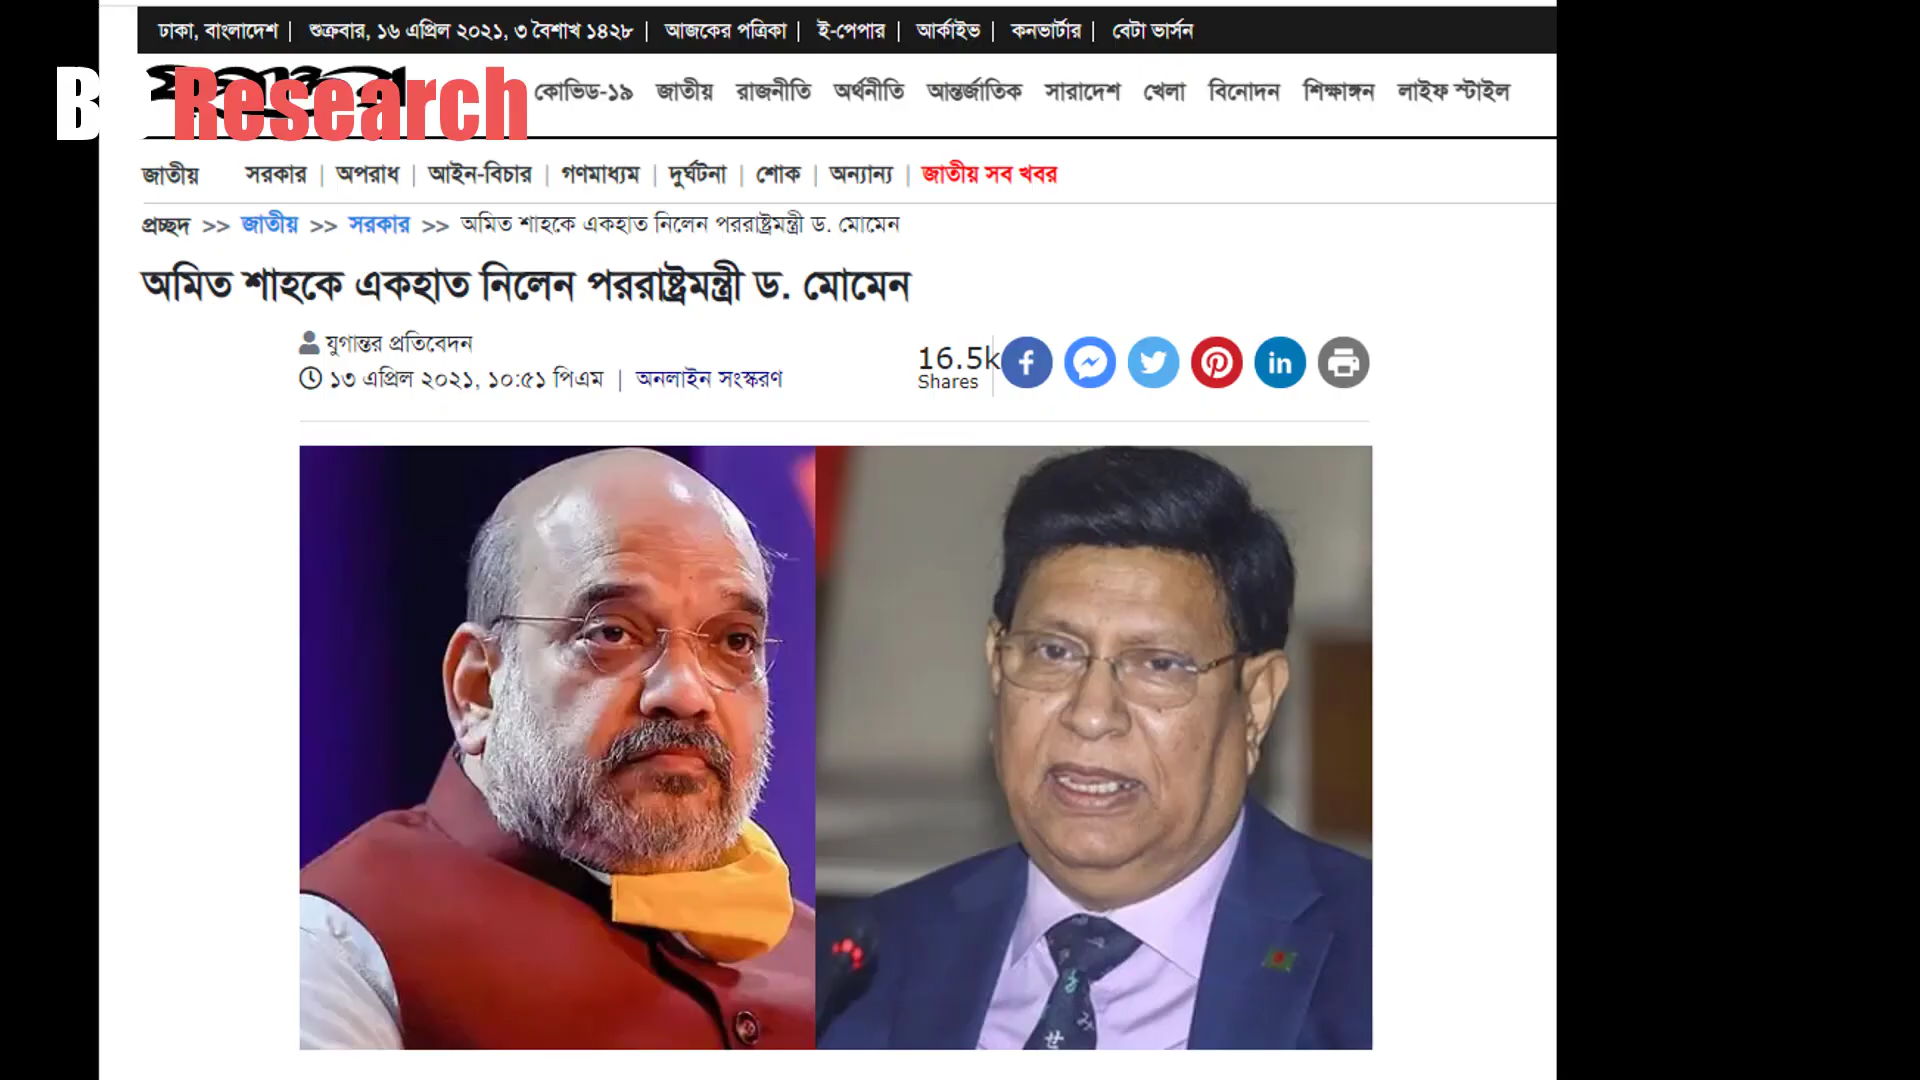 ঢাকা, বাংলাদেশ | শুক্রবার, ১৬ এপ্রিল ২০২১, ৩ বৈশাখ ১৪২৮ | আজকের পত্রিকা | ই-পেপার | আর্কাইভ | কনভার্টার | বেটা ভার্সন
B Research
কোভিড-১৯ জাতীয় রাজনীতি অর্থনীতি আন্তর্জাতিক সারাদেশ খেলা বিনোদন শিক্ষাঙ্গন লাইফ স্টাইল
জাতীয় সরকার | অপরাধ | আইন-বিচার | গণমাধ্যম | দুর্ঘটনা | শোক | অন্যান্য | জাতীয় সব খবর
প্রচ্ছদ >> জাতীয় >> সরকার >> অমিত শাহকে একহাত নিলেন পররাষ্ট্রমন্ত্রী ড. মোমেন
অমিত শাহকে একহাত নিলেন পররাষ্ট্রমন্ত্রী ড. মোমেন
যুগান্তর প্রতিবেদন
১৩ এপ্রিল ২০২১, ১০:৫১ পিএম | অনলাইন সংস্করণ
16.5k
Shares